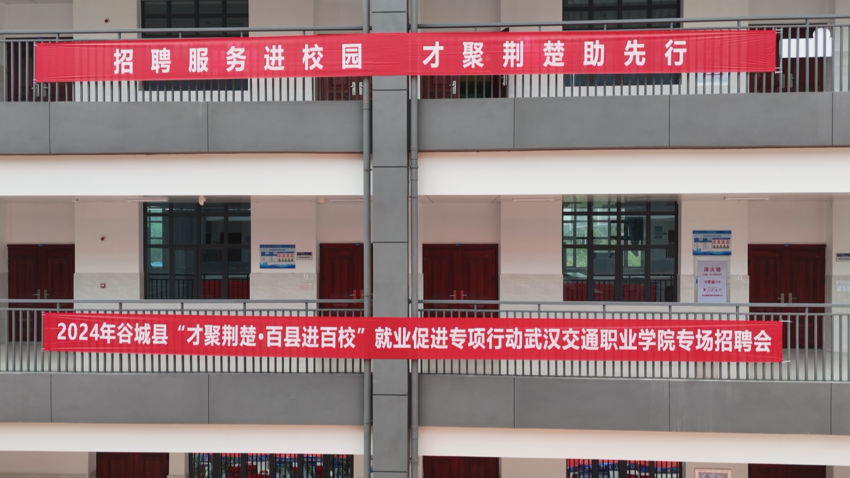 招聘服务进校园 才聚荆楚助先行
2024年谷城县“才聚荆楚·百县进百校”就业促进专项行动武汉交通职业学院专场招聘会